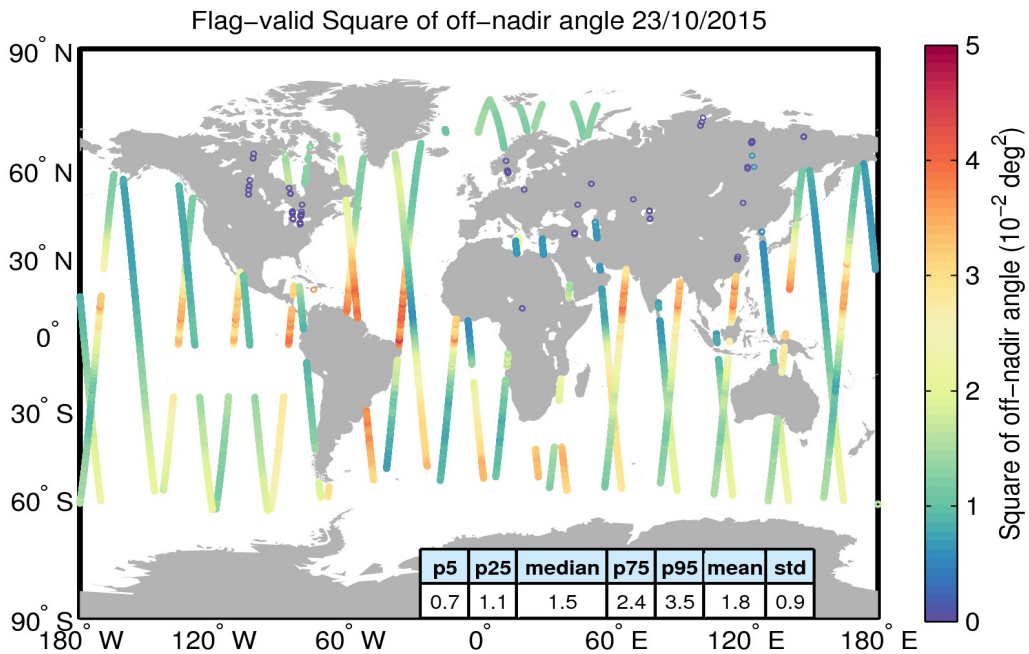 Flag−valid Square of off−nadir angle 23/10/2015
90° N
60° N
30° N
0°
30° S
60° S
90° S
180° W
120° W
60° W
0°
60° E
120° E
180° E
p5 p25 median p75 p95 mean std
0.7 1.1 1.5 2.4 3.5 1.8 0.9
5
4
3
2
1
0
Square of off−nadir angle (10⁻² deg²)